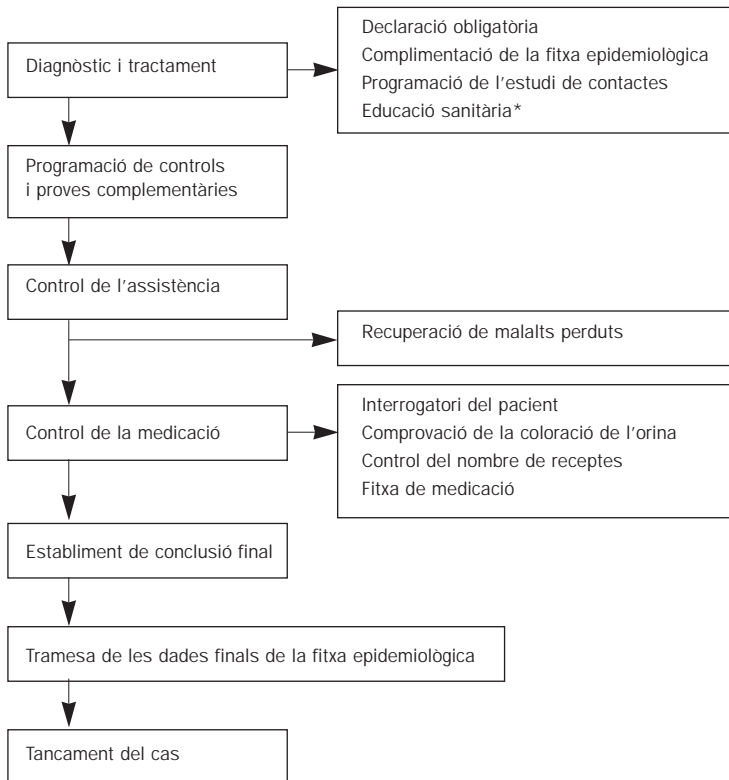 Diagnòstic i tractament
Declaració obligatòria
Complimentació de la fitxa epidemiològica
Programació de l'estudi de contactes
Educació sanitària*
Programació de controls
i proves complementàries
Control de l'assistència
Recuperació de malalts perduts
Control de la medicació
Interrogatori del pacient
Comprovació de la coloració de l'orina
Control del nombre de receptes
Fitxa de medicació
Establiment de conclusió final
Tramesa de les dades finals de la fitxa epidemiològica
Tancament del cas